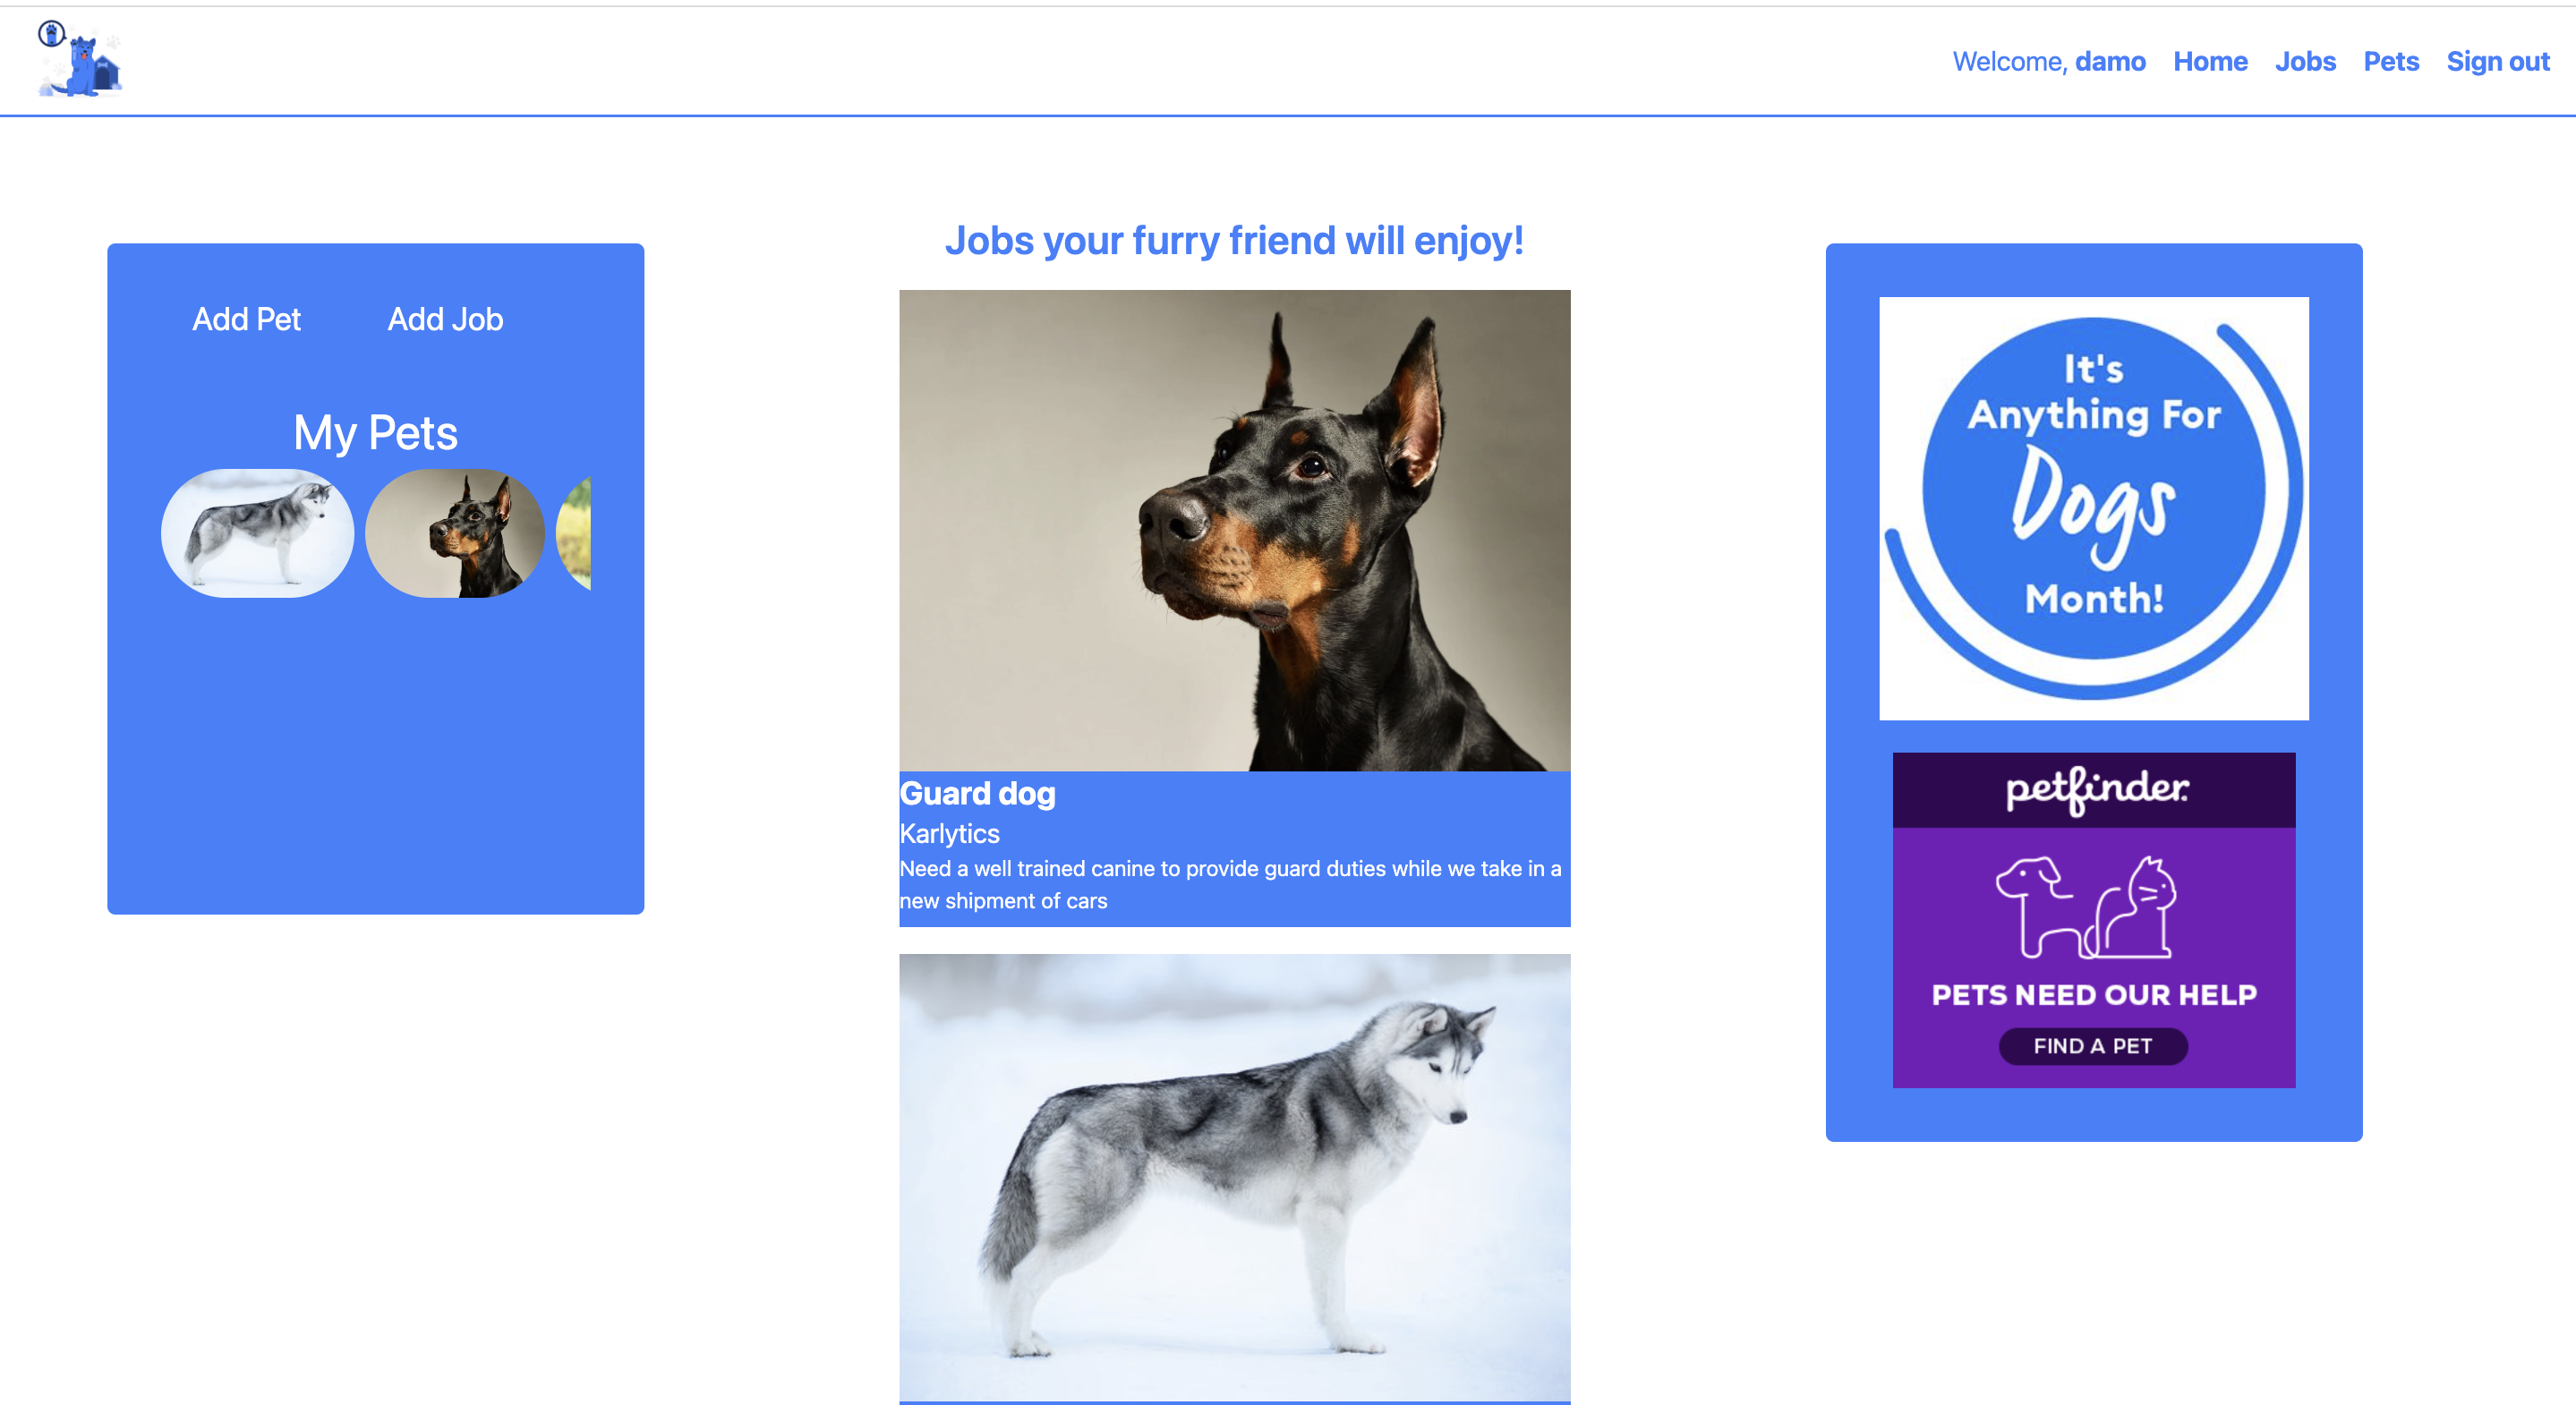 Welcome, damo Home Jobs Pets Sign out
Add Pet Add Job
My Pets
Jobs your furry friend will enjoy!
Guard dog
Karlytics
Need a well trained canine to provide guard duties while we take in a
new shipment of cars
It's
Anything For
Dogs
Month!
petfinder
PETS NEED OUR HELP
FIND A PET